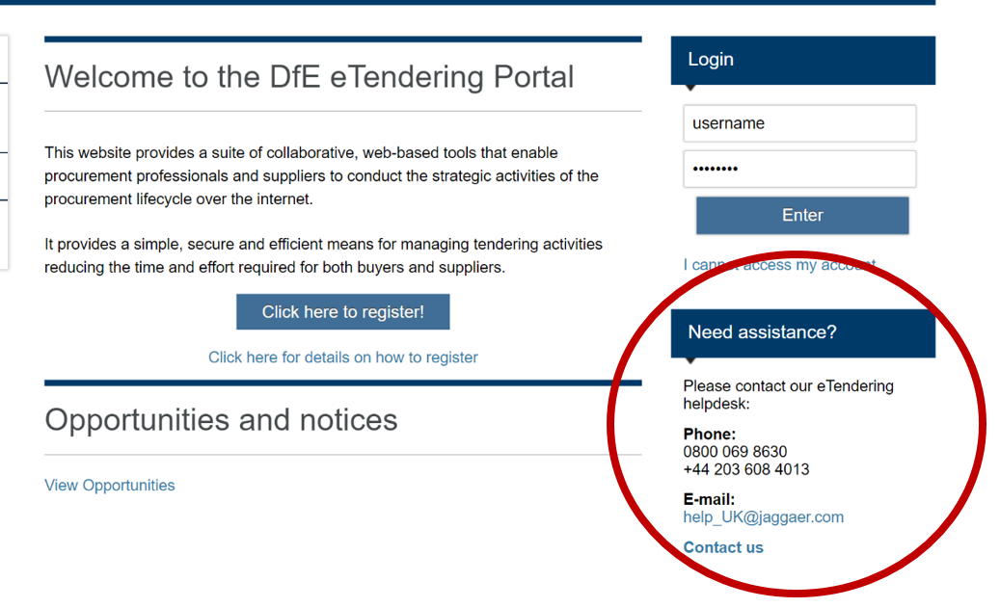 Welcome to the DfE eTendering Portal
This website provides a suite of collaborative, web-based tools that enable
procurement professionals and suppliers to conduct the strategic activities of the
procurement lifecycle over the internet.
It provides a simple, secure and efficient means for managing tendering activities
reducing the time and effort required for both buyers and suppliers.
Click here to register!
Click here for details on how to register
Opportunities and notices
View Opportunities
Login
username
••••••••
Enter
I cannot access my account
Need assistance?
Please contact our eTendering
helpdesk:
Phone:
0800 069 8630
+44 203 608 4013
E-mail:
help_UK@jaggaer.com
Contact us